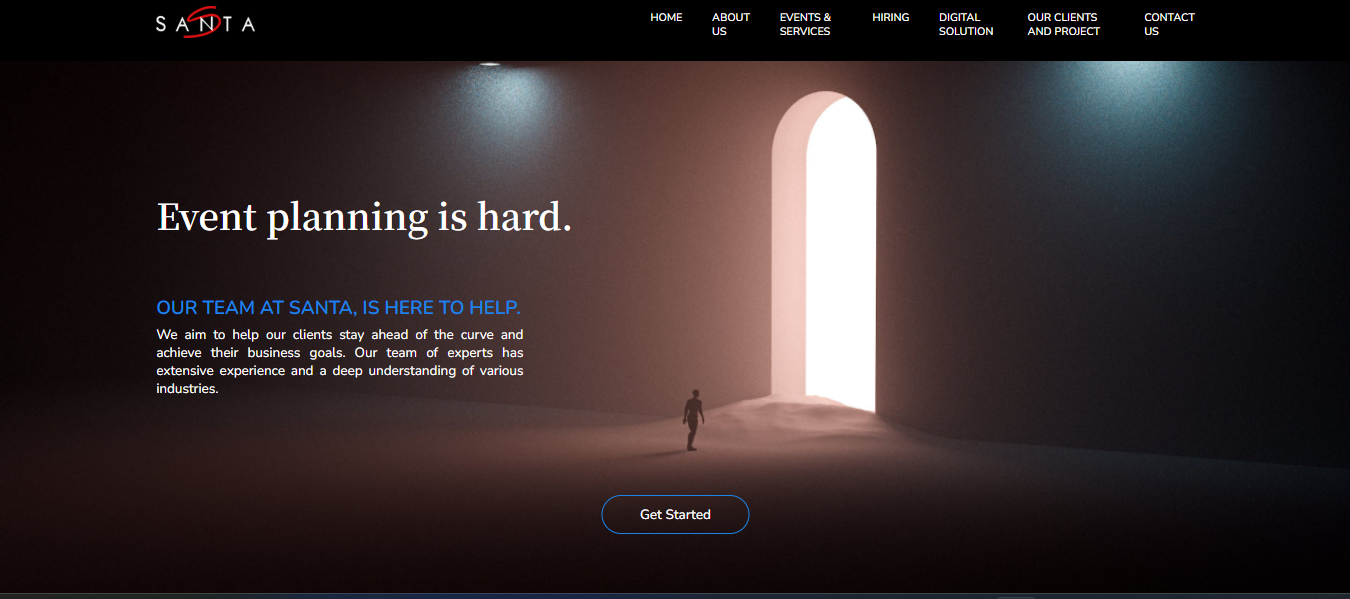 SANTA
HOME
ABOUT
US
EVENTS &
SERVICES
HIRING
DIGITAL
SOLUTION
OUR CLIENTS
AND PROJECT
CONTACT
US
Event planning is hard.
OUR TEAM AT SANTA, IS HERE TO HELP.
We aim to help our clients stay ahead of the curve and
achieve their business goals. Our team of experts has
extensive experience and a deep understanding of various
industries.
Get Started